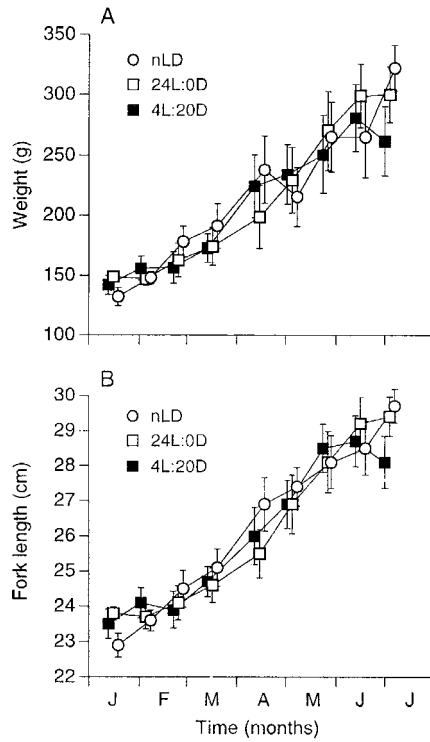 A
nLD
24L:0D
4L:20D
350
300
250
200
150
100
Weight (g)
B
nLD
24L:0D
4L:20D
30
29
28
27
26
25
24
23
22
Fork length (cm)
J F M A M J J
Time (months)